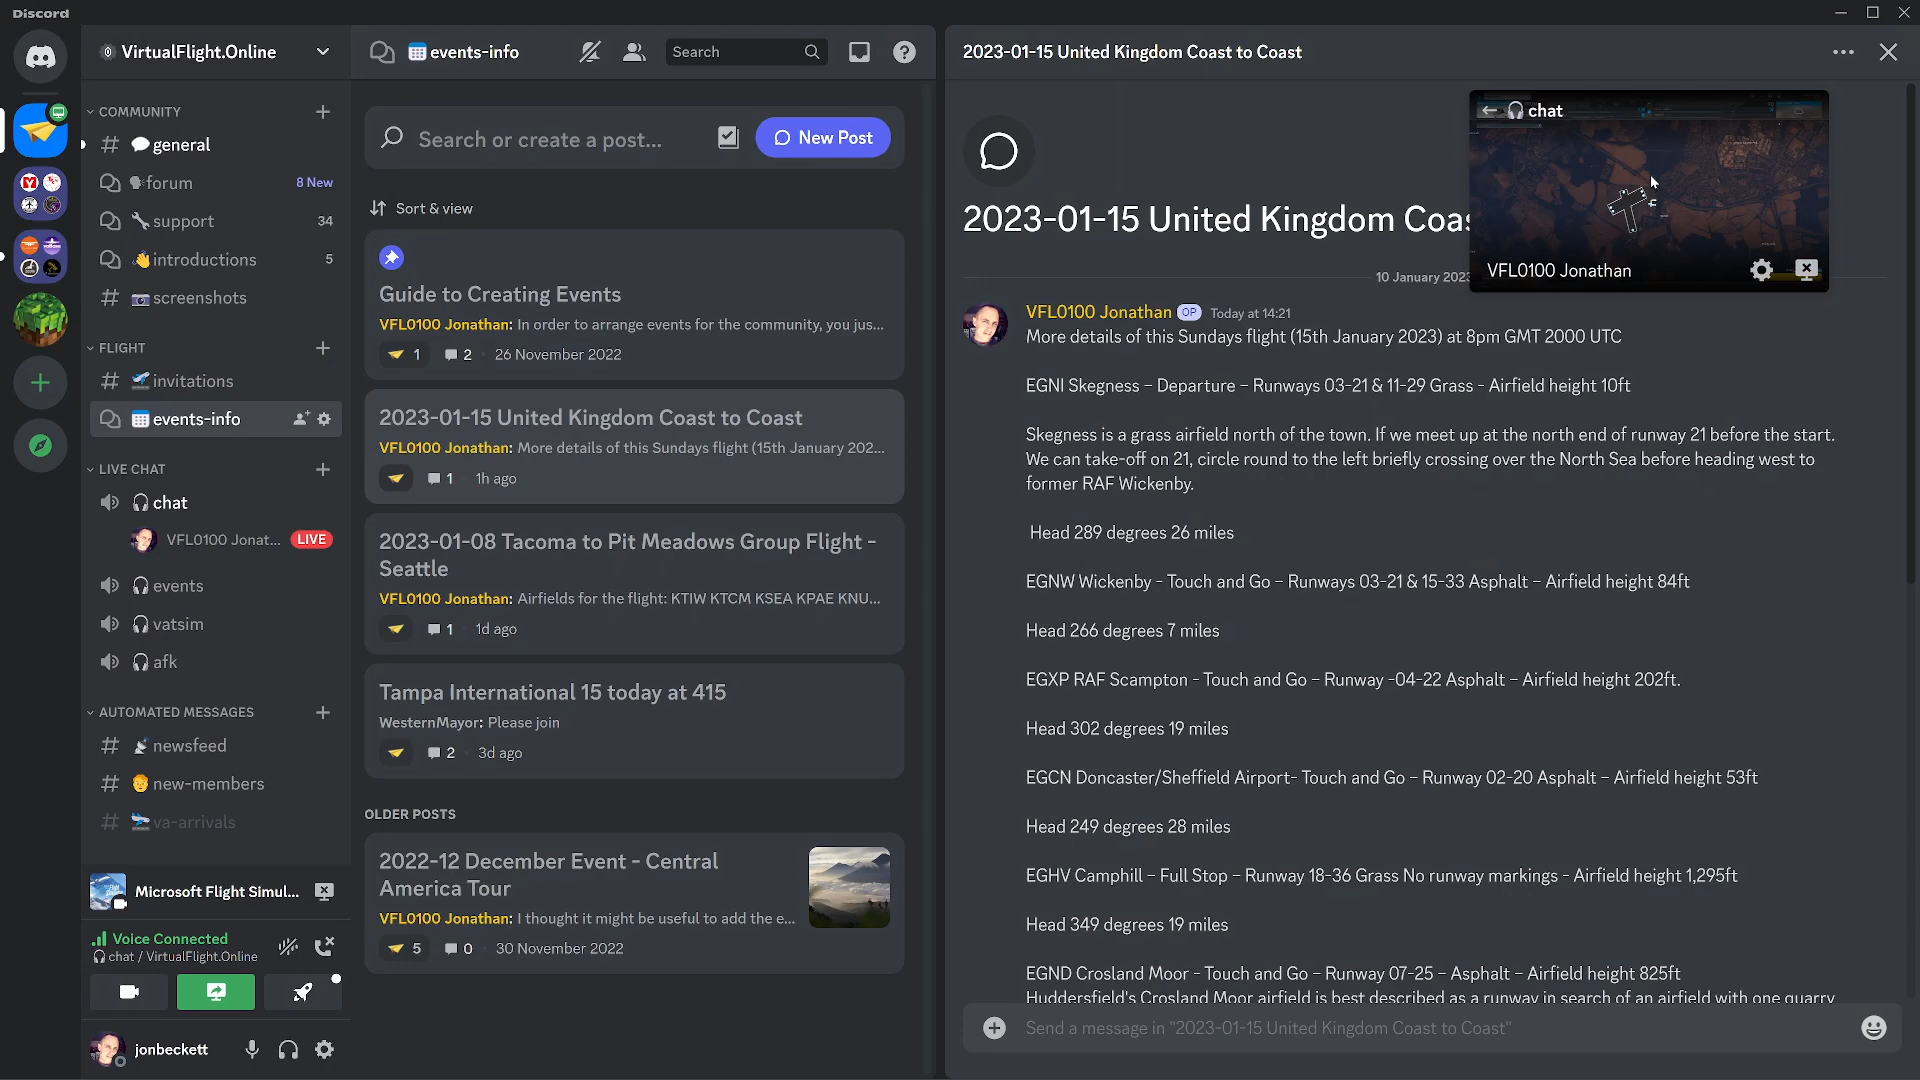 Discord
VirtualFlight.Online
COMMUNITY
general
forum
8 New
support
34
introductions
5
screenshots
FLIGHT
invitations
events-info
LIVE CHAT
chat
VFL0100 Jonat...
LIVE
events
vatsim
afk
AUTOMATED MESSAGES
newsfeed
new-members
va-arrivals
Microsoft Flight Simul...
Voice Connected
chat / VirtualFlight.Online
jonbeckett
events-info
Search
Search or create a post...
New Post
Sort & view
Guide to Creating Events
VFL0100 Jonathan: In order to arrange events for the community, you jus...
1 2 · 26 November 2022
2023-01-15 United Kingdom Coast to Coast
VFL0100 Jonathan: More details of this Sundays flight (15th January 202...
1 · 1h ago
2023-01-08 Tacoma to Pit Meadows Group Flight -
Seattle
VFL0100 Jonathan: Airfields for the flight: KTIW KTCM KSEA KPAE KNU...
1 · 1d ago
Tampa International 15 today at 415
WesternMayor: Please join
2 · 3d ago
OLDER POSTS
2022-12 December Event - Central
America Tour
VFL0100 Jonathan: I thought it might be useful to add the e...
5 0 · 30 November 2022
2023-01-15 United Kingdom Coast to Coast
chat
VFL0100 Jonathan
2023-01-15 United Kingdom Coas
10 January 2023
VFL0100 Jonathan OP Today at 14:21
More details of this Sundays flight (15th January 2023) at 8pm GMT 2000 UTC
EGNI Skegness – Departure – Runways 03-21 & 11-29 Grass - Airfield height 10ft
Skegness is a grass airfield north of the town. If we meet up at the north end of runway 21 before the start.
We can take-off on 21, circle round to the left briefly crossing over the North Sea before heading west to
former RAF Wickenby.
Head 289 degrees 26 miles
EGNW Wickenby - Touch and Go – Runways 03-21 & 15-33 Asphalt – Airfield height 84ft
Head 266 degrees 7 miles
EGXP RAF Scampton - Touch and Go – Runway -04-22 Asphalt – Airfield height 202ft.
Head 302 degrees 19 miles
EGCN Doncaster/Sheffield Airport- Touch and Go – Runway 02-20 Asphalt – Airfield height 53ft
Head 249 degrees 28 miles
EGHV Camphill – Full Stop – Runway 18-36 Grass No runway markings - Airfield height 1,295ft
Head 349 degrees 19 miles
EGND Crosland Moor - Touch and Go – Runway 07-25 – Asphalt – Airfield height 825ft
Huddersfield's Crosland Moor airfield is best described as a runway in search of an airfield with one quarry
Send a message in "2023-01-15 United Kingdom Coast to Coast"